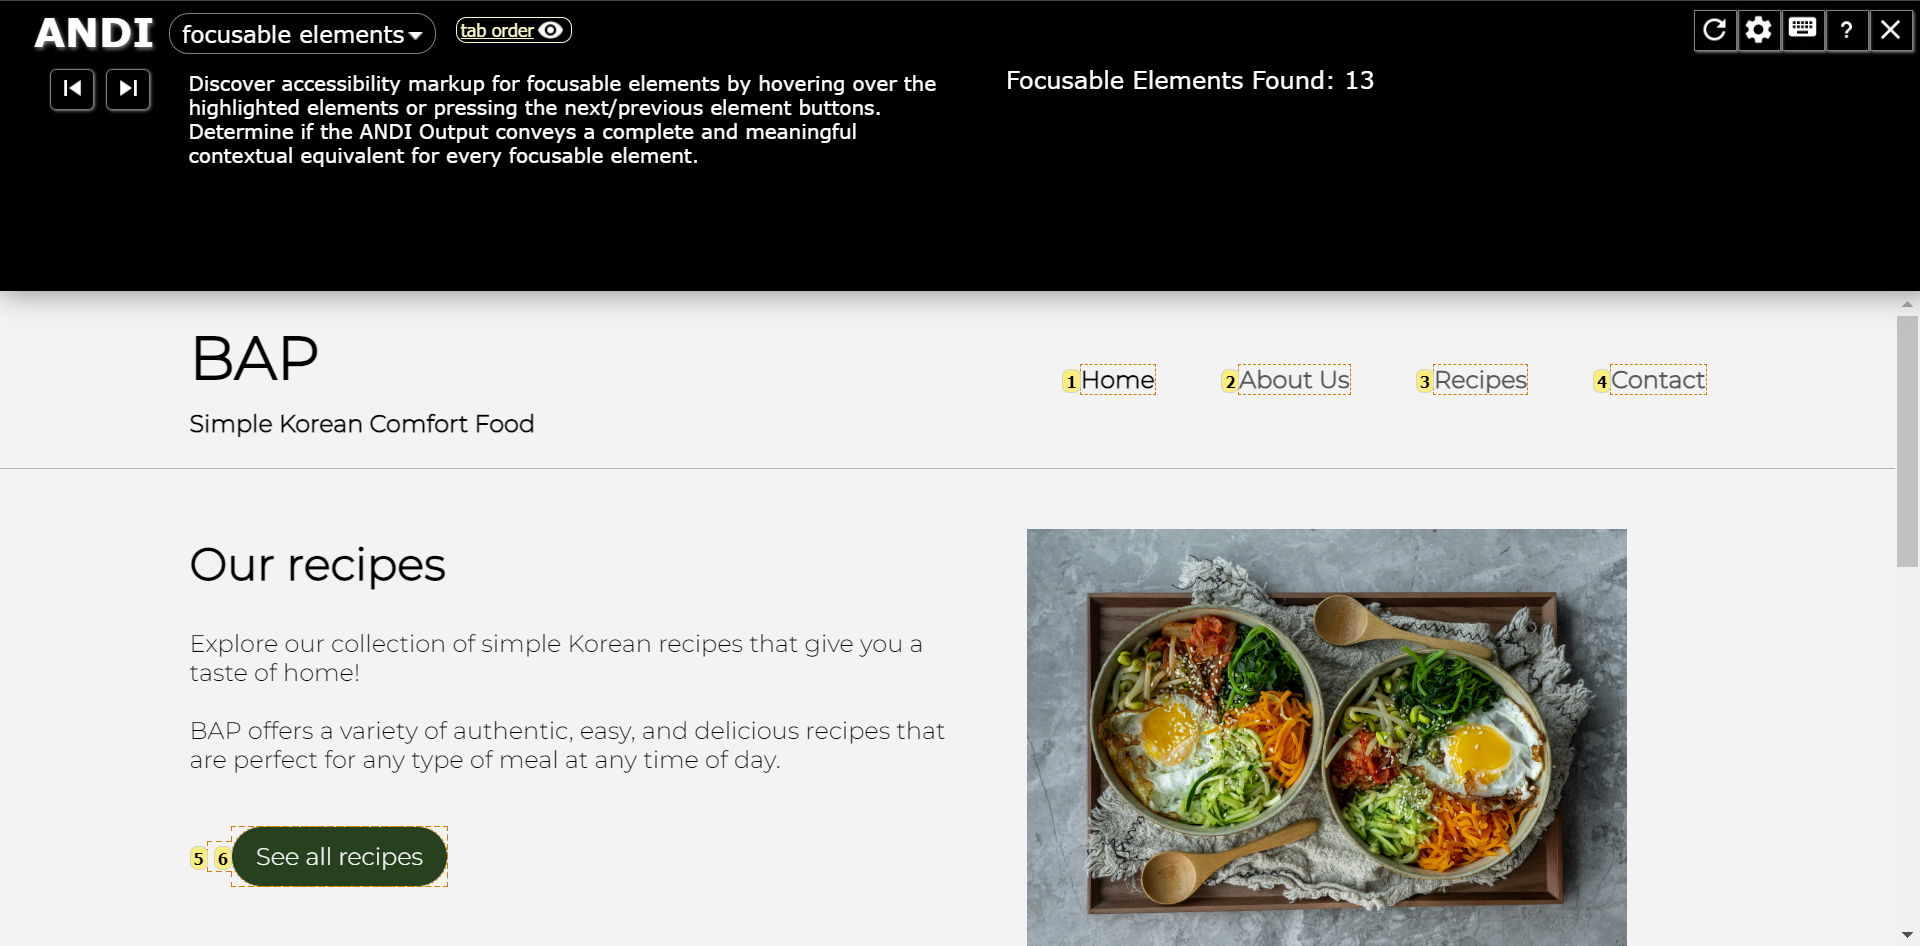 ANDI
focusable elements
tab order
?
Discover accessibility markup for focusable elements by hovering over the
highlighted elements or pressing the next/previous element buttons.
Determine if the ANDI Output conveys a complete and meaningful
contextual equivalent for every focusable element.
Focusable Elements Found: 13
BAP
Simple Korean Comfort Food
1 Home
2 About Us
3 Recipes
4 Contact
Our recipes
Explore our collection of simple Korean recipes that give you a
taste of home!
BAP offers a variety of authentic, easy, and delicious recipes that
are perfect for any type of meal at any time of day.
5 6 See all recipes